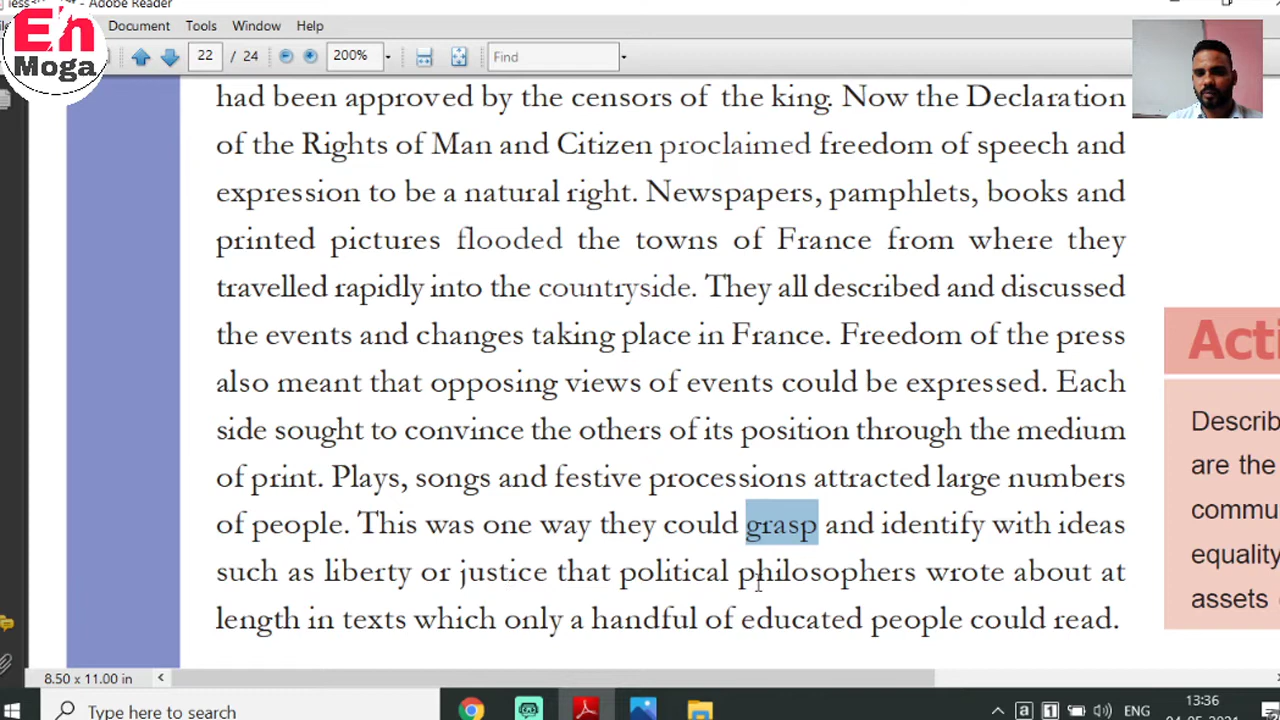 Adobe Reader
Document Tools Window Help
22 / 24 200% Find
En
Moga
had been approved by the censors of the king. Now the Declaration
of the Rights of Man and Citizen proclaimed freedom of speech and
expression to be a natural right. Newspapers, pamphlets, books and
printed pictures flooded the towns of France from where they
travelled rapidly into the countryside. They all described and discussed
the events and changes taking place in France. Freedom of the press
also meant that opposing views of events could be expressed. Each
side sought to convince the others of its position through the medium
of print. Plays, songs and festive processions attracted large numbers
of people. This was one way they could grasp and identify with ideas
such as liberty or justice that political philosophers wrote about at
length in texts which only a handful of educated people could read.
Acti
Describ
are the
commu
equality
assets
8.50 x 11.00 in
Type here to search
ENG
13:36